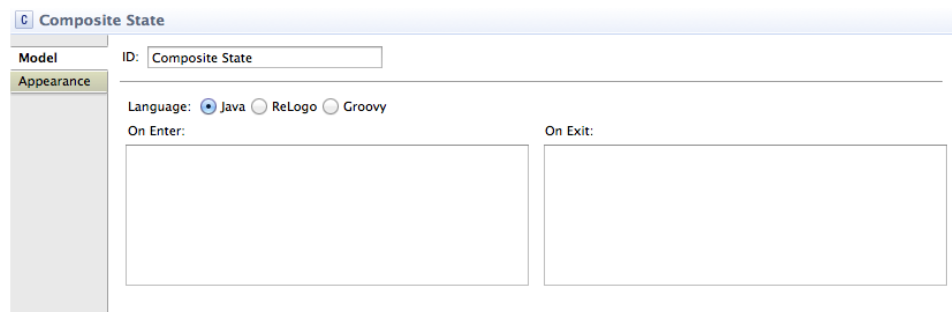 C Composite State
Model
ID: Composite State
Appearance
Language: Java ReLogo Groovy
On Enter: On Exit: